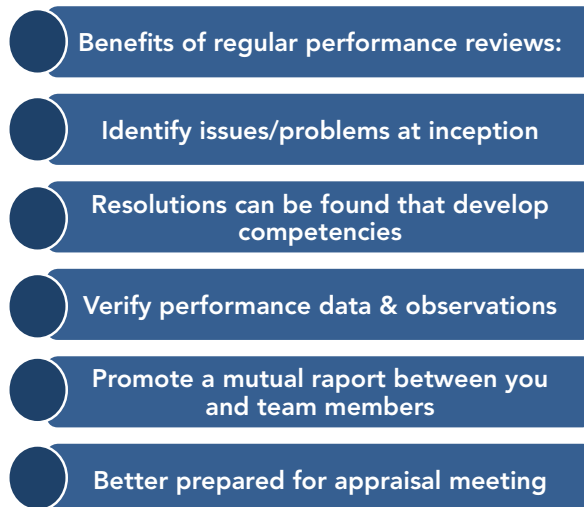 Benefits of regular performance reviews:
Identify issues/problems at inception
Resolutions can be found that develop
competencies
Verify performance data & observations
Promote a mutual raport between you
and team members
Better prepared for appraisal meeting